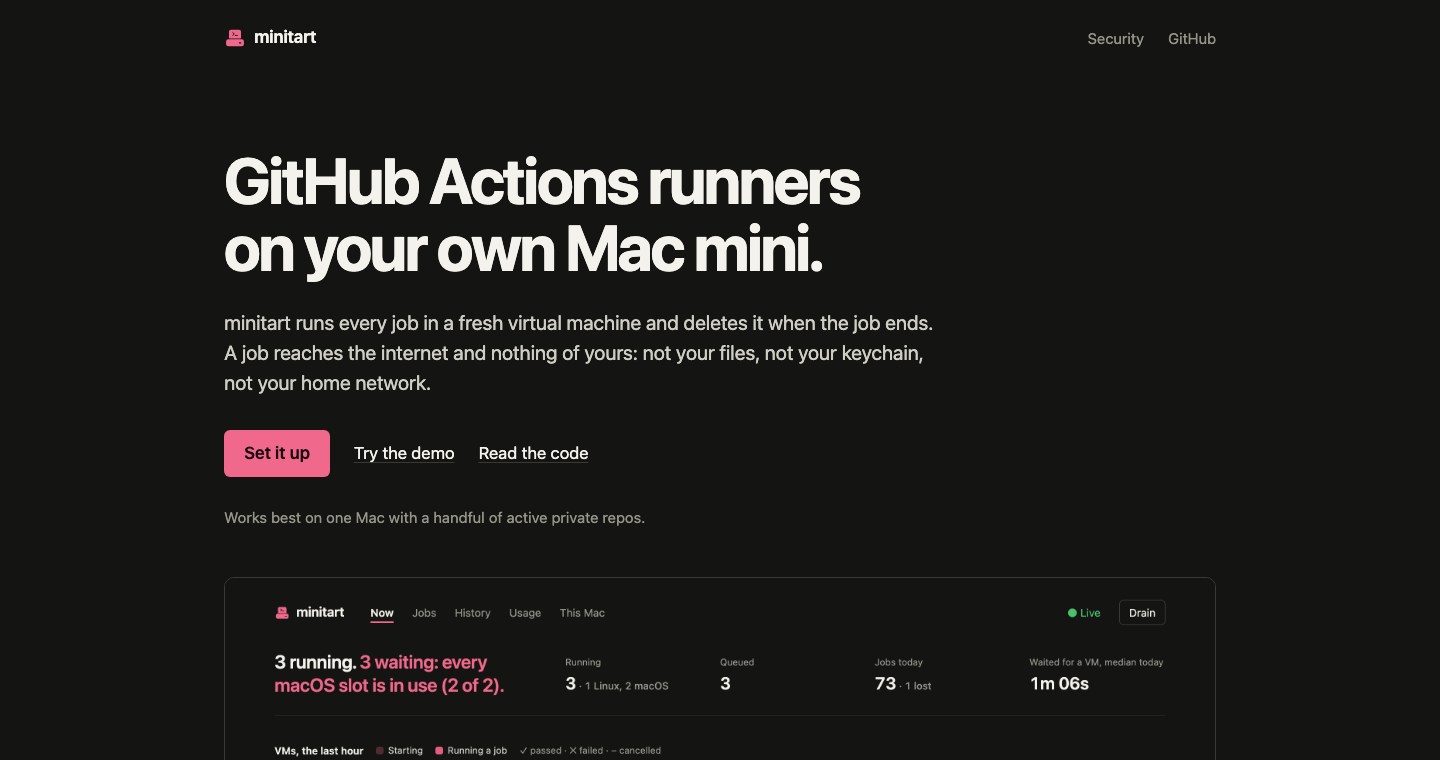 minitart
Security GitHub
GitHub Actions runners
on your own Mac mini.
minitart runs every job in a fresh virtual machine and deletes it when the job ends.
A job reaches the internet and nothing of yours: not your files, not your keychain,
not your home network.
Set it up Try the demo Read the code
Works best on one Mac with a handful of active private repos.
minitart Now Jobs History Usage This Mac Live Drain
3 running. 3 waiting: every
macOS slot is in use (2 of 2).
Running
3 · 1 Linux, 2 macOS
Queued
3
Jobs today
73 · 1 lost
Waited for a VM, median today
1m 06s
VMs, the last hour Starting Running a job ✓ passed · ✕ failed · – cancelled